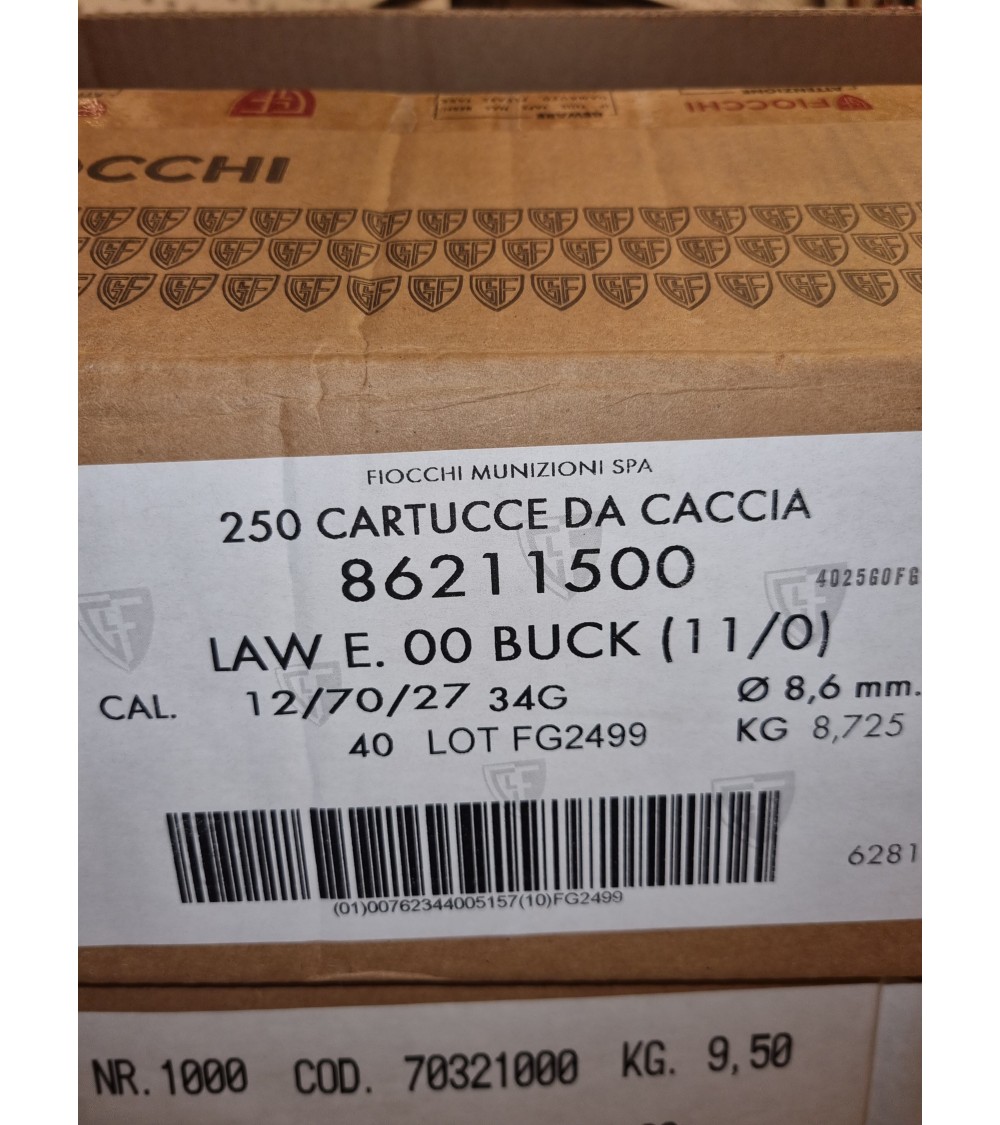 FIOCCHI
OCCHI
FIOCCHI MUNIZIONI SPA
250 CARTUCCE DA CACCIA
86211500
4025GOFG
LAW E. 00 BUCK (11/0)
CAL. 12/70/27 34G Ø 8,6 mm.
40 LOT FG2499 KG 8,725
6281
(01)00762344005157(10)FG2499
NR.1000 COD. 70321000 KG. 9,50